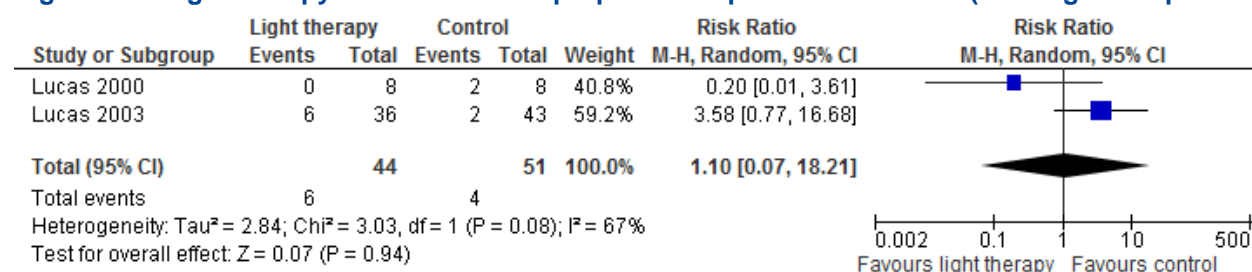 Light therapy Control Risk Ratio Risk Ratio
Study or Subgroup Events Total Events Total Weight M-H, Random, 95% CI M-H, Random, 95% CI
Lucas 2000 0 8 2 8 40.8% 0.20 [0.01, 3.61]
Lucas 2003 6 36 2 43 59.2% 3.58 [0.77, 16.68]
Total (95% CI) 44 51 100.0% 1.10 [0.07, 18.21]
Total events 6 4
Heterogeneity: Tau² = 2.84; Chi² = 3.03, df = 1 (P = 0.08); I² = 67%
Test for overall effect: Z = 0.07 (P = 0.94)
0.002 0.1 1 10 500
Favours light therapy Favours control